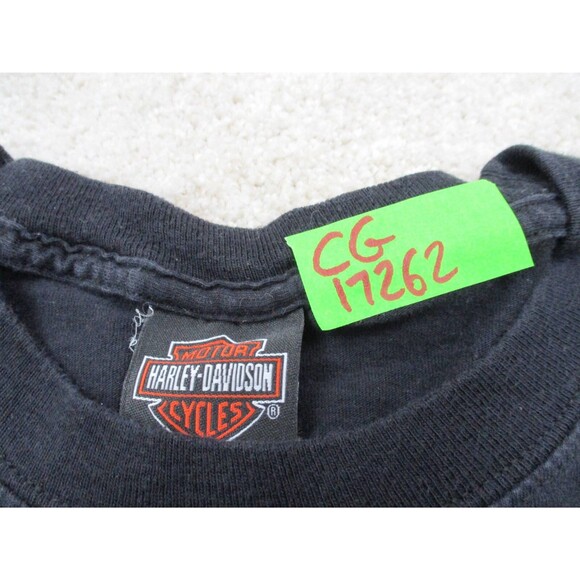 CG
17262
MOTOR
HARLEY-DAVIDSON
CYCLES
®